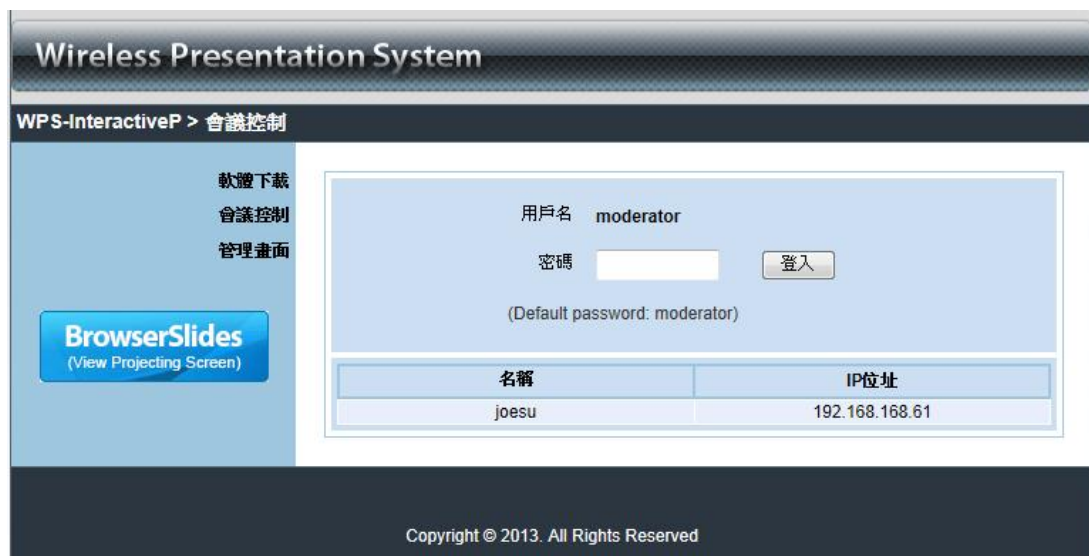 Wireless Presentation System
WPS-InteractiveP > 會議控制
軟體下載
會議控制
管理畫面
BrowserSlides
(View Projecting Screen)
用戶名 moderator
密碼 登入
(Default password: moderator)
名稱 IP位址
joesu 192.168.168.61
Copyright © 2013. All Rights Reserved